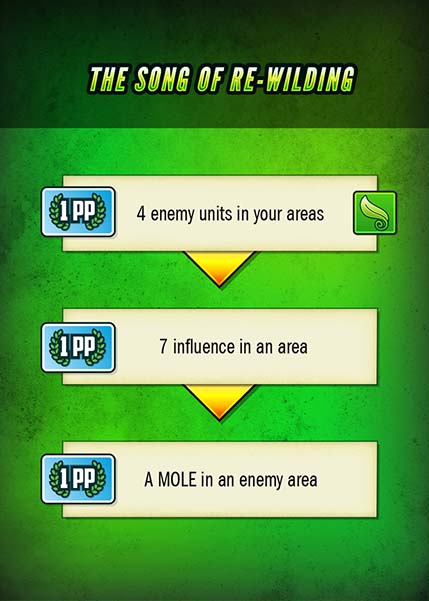 THE SONG OF RE-WILDING
1 PP
4 enemy units in your areas
1 PP
7 influence in an area
1 PP
A MOLE in an enemy area